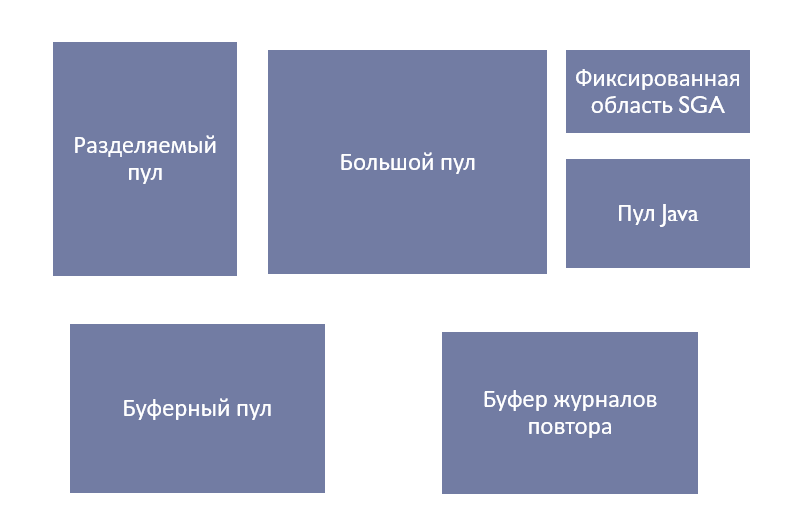 Разделяемый
пул
Большой пул
Фиксированная
область SGA
Пул Java
Буферный пул
Буфер журналов
повтора